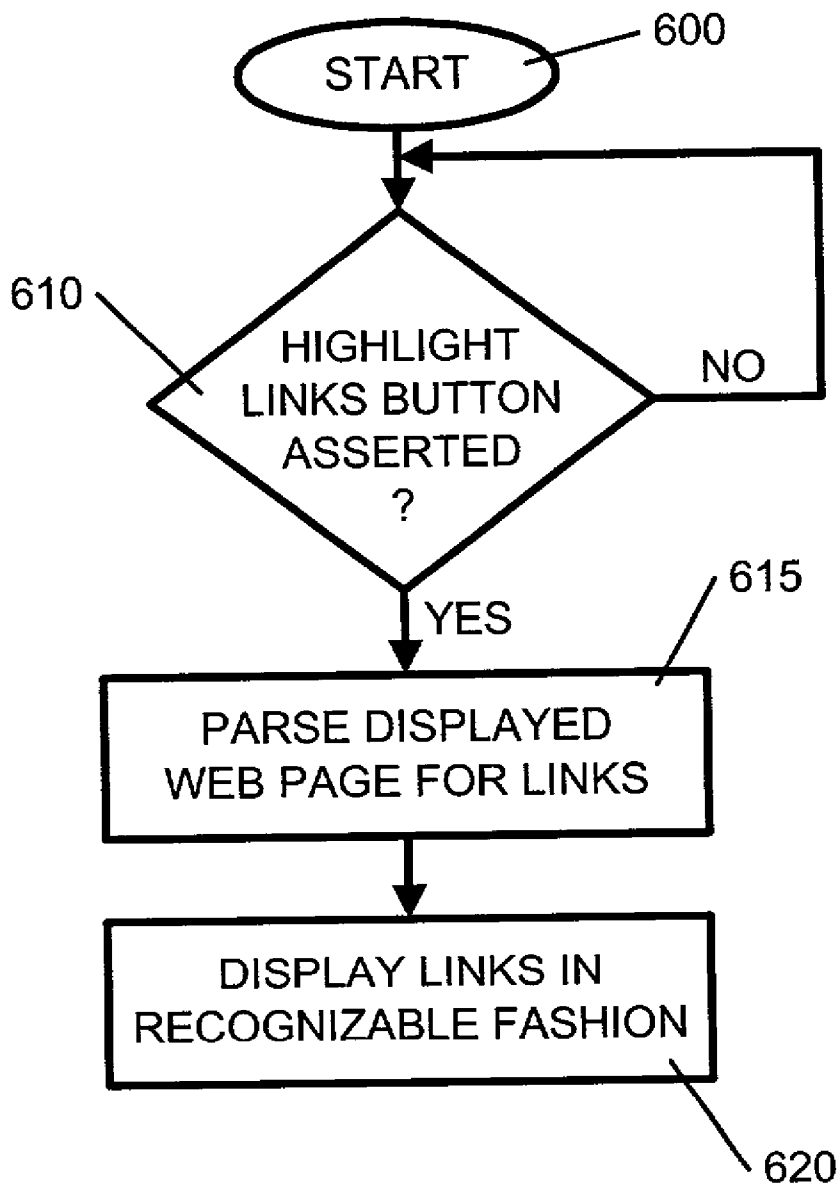 600
START
610
HIGHLIGHT
LINKS BUTTON
ASSERTED
?
NO
YES
615
PARSE DISPLAYED
WEB PAGE FOR LINKS
DISPLAY LINKS IN
RECOGNIZABLE FASHION
620